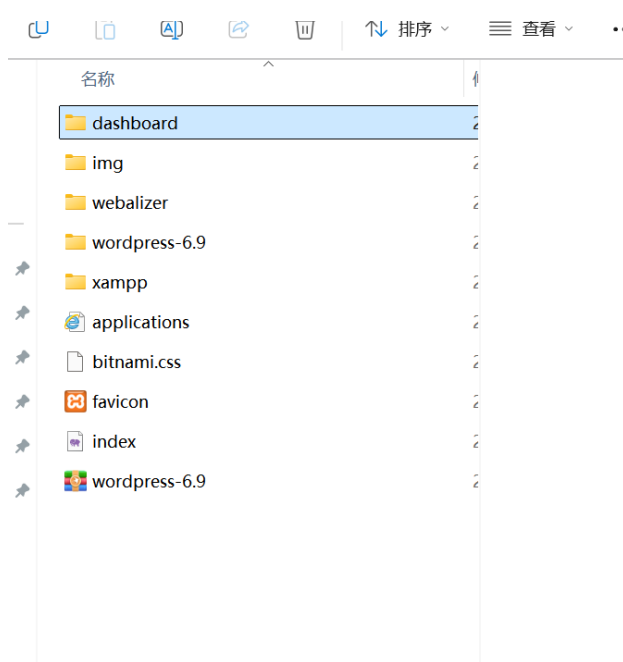 排序 查看
名称
dashboard
img
webalizer
wordpress-6.9
xampp
applications
bitnami.css
favicon
index
wordpress-6.9